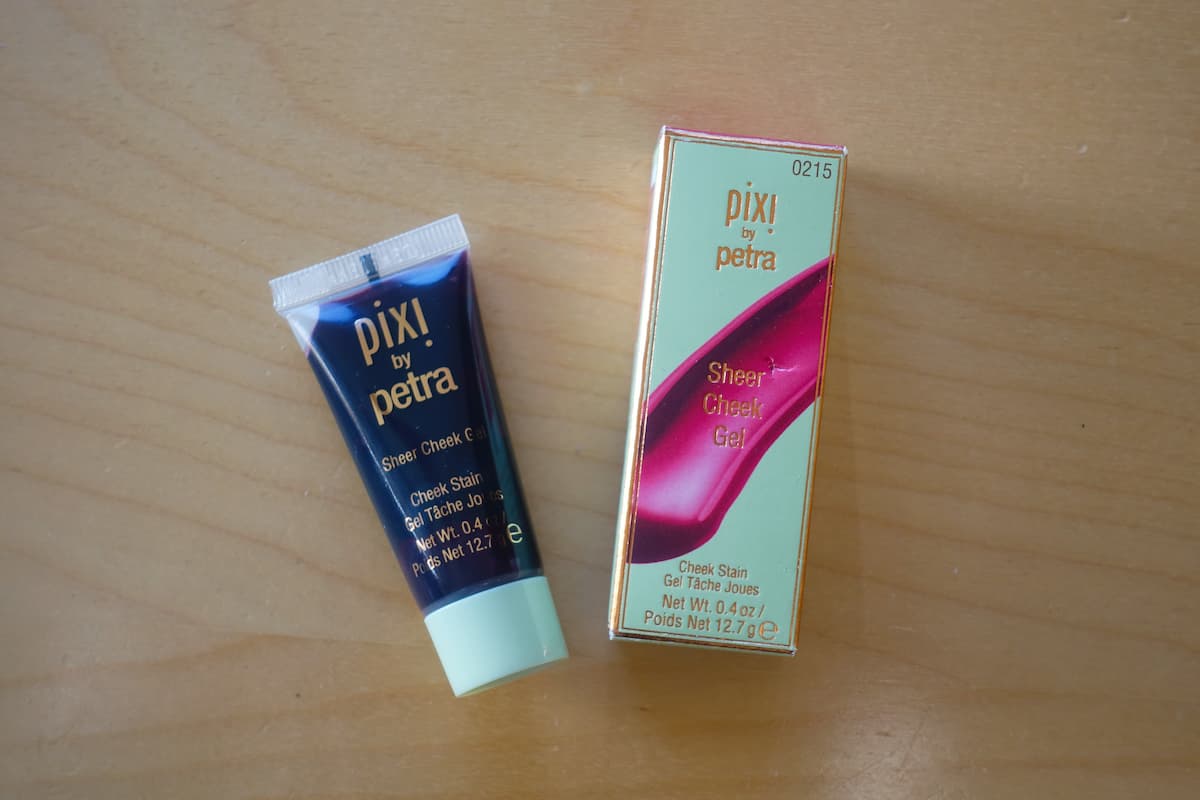 pixi
by
petra
Sheer Cheek Gel
Cheek Stain
Gel Tâche Joues
Net Wt. 0.4 oz /
Poids Net 12.7 g e
0215
pixi
by
petra
Sheer
Cheek
Gel
Cheek Stain
Gel Tâche Joues
Net Wt. 0.4 oz /
Poids Net 12.7 g e